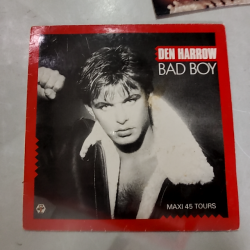 DEN HARROW
BAD BOY
MAXI 45 TOURS